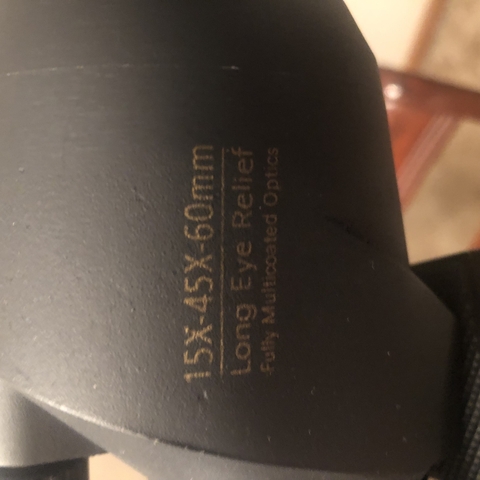 15X-45X-60mm
Long Eye Relief
Fully Multicoated Optics